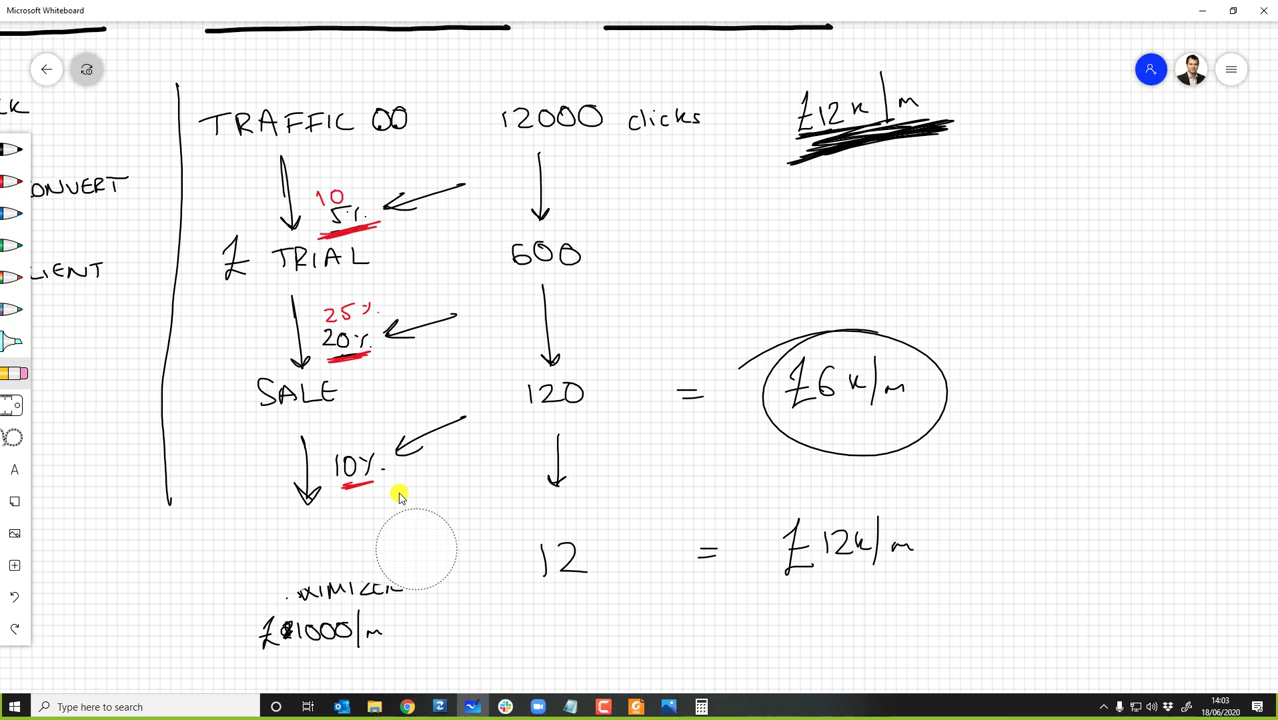 Microsoft Whiteboard
TRAFFIC 00 12000 clicks £12k/m
ONVERT
10
5%.
£ TRIAL 600
LIENT
25%.
20%.
SALE 120 = £6k/m
10%.
12 = £12k/m
XIMIZER
£1000/m
A
Type here to search
14:03
18/06/2020